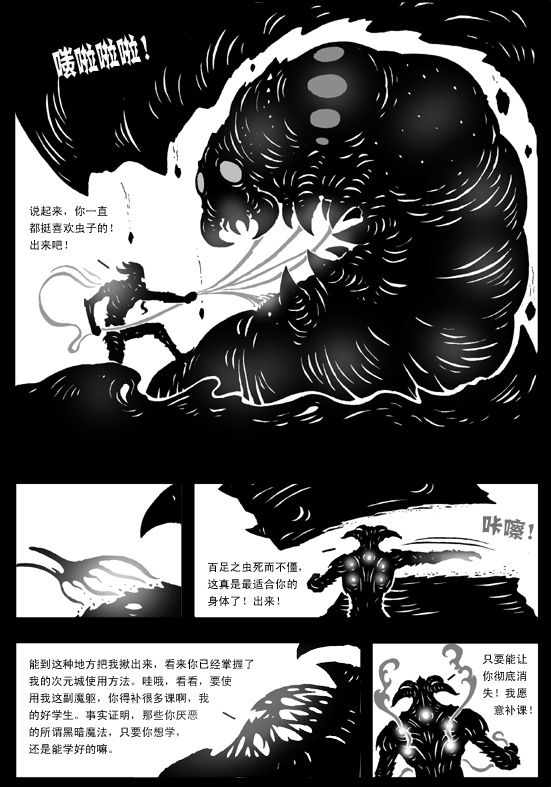 唛啦啦啦！
说起来，你一直
都挺喜欢虫子的！
出来吧！
咔嚓！
百足之虫死而不僵，
这真是最适合你的
身体了！出来！
能到这种地方把我揪出来，看来你已经掌握了
我的次元城使用方法。哇哦，看看，要使
用我这副魔躯，你得补很多课啊，我
的好学生。事实证明，那些你厌恶
的所谓黑暗魔法，只要你想学，
还是能学好的嘛。
只要能让
你彻底消
失！我愿
意补课！